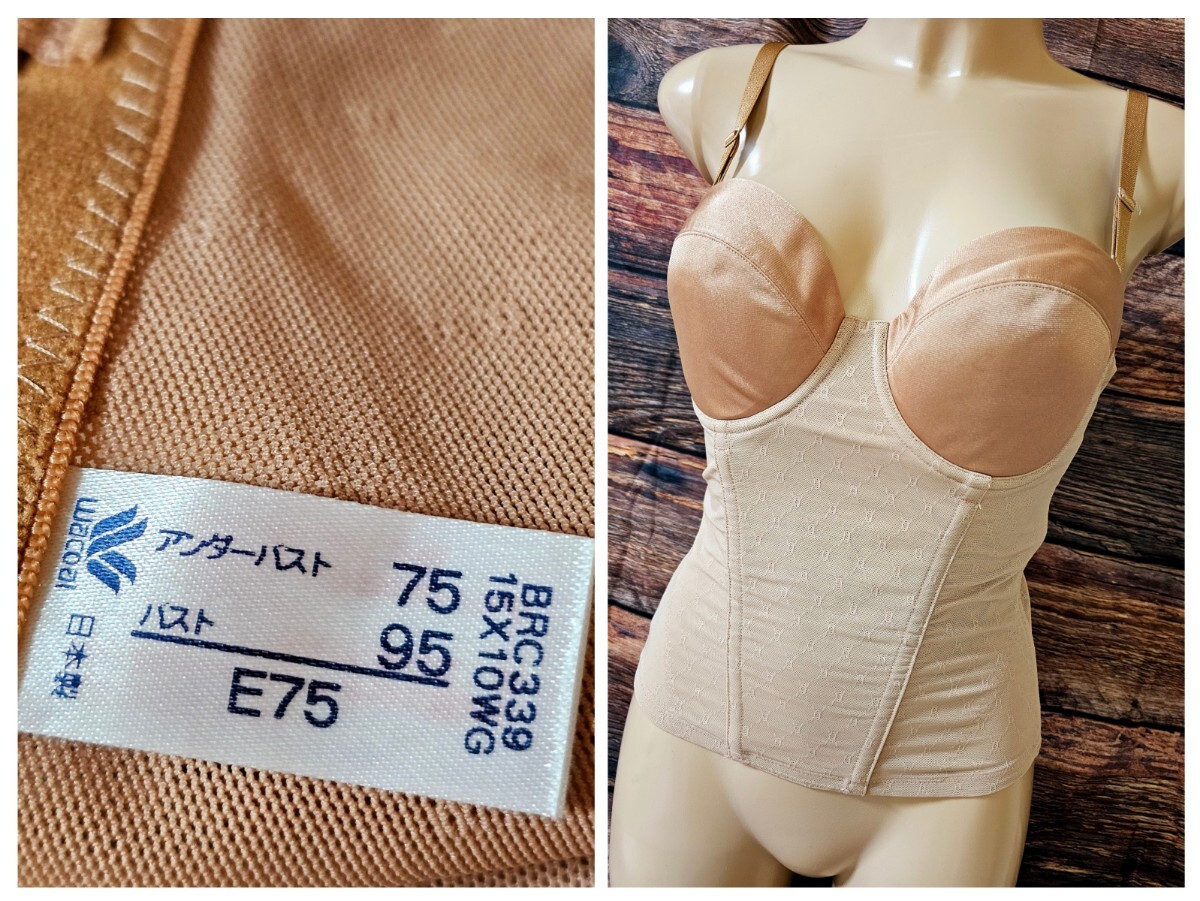 wacoal
日本製
アンダーバスト 75
バスト 95
E75
BRC339
15X10WG